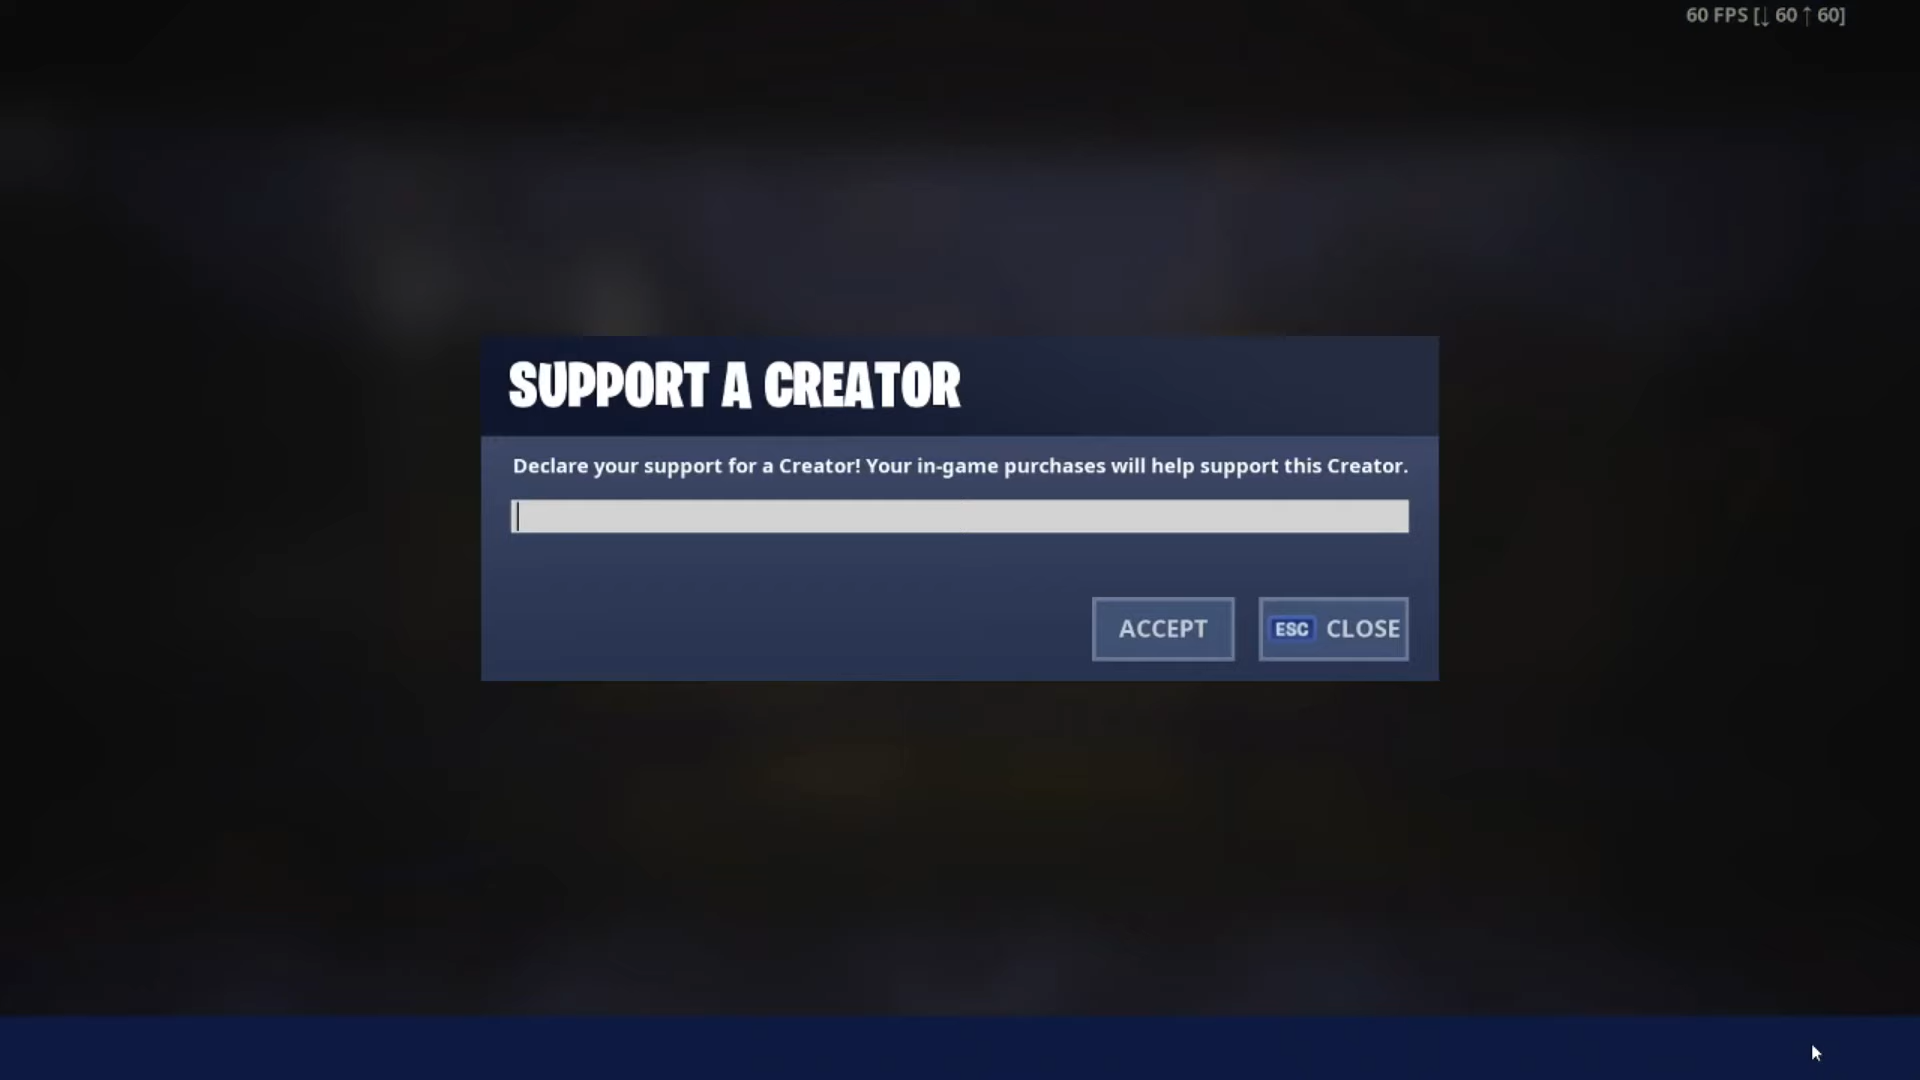 60 FPS [↓ 60 ↑ 60]
SUPPORT A CREATOR
Declare your support for a Creator! Your in-game purchases will help support this Creator.
ACCEPT
ESC CLOSE